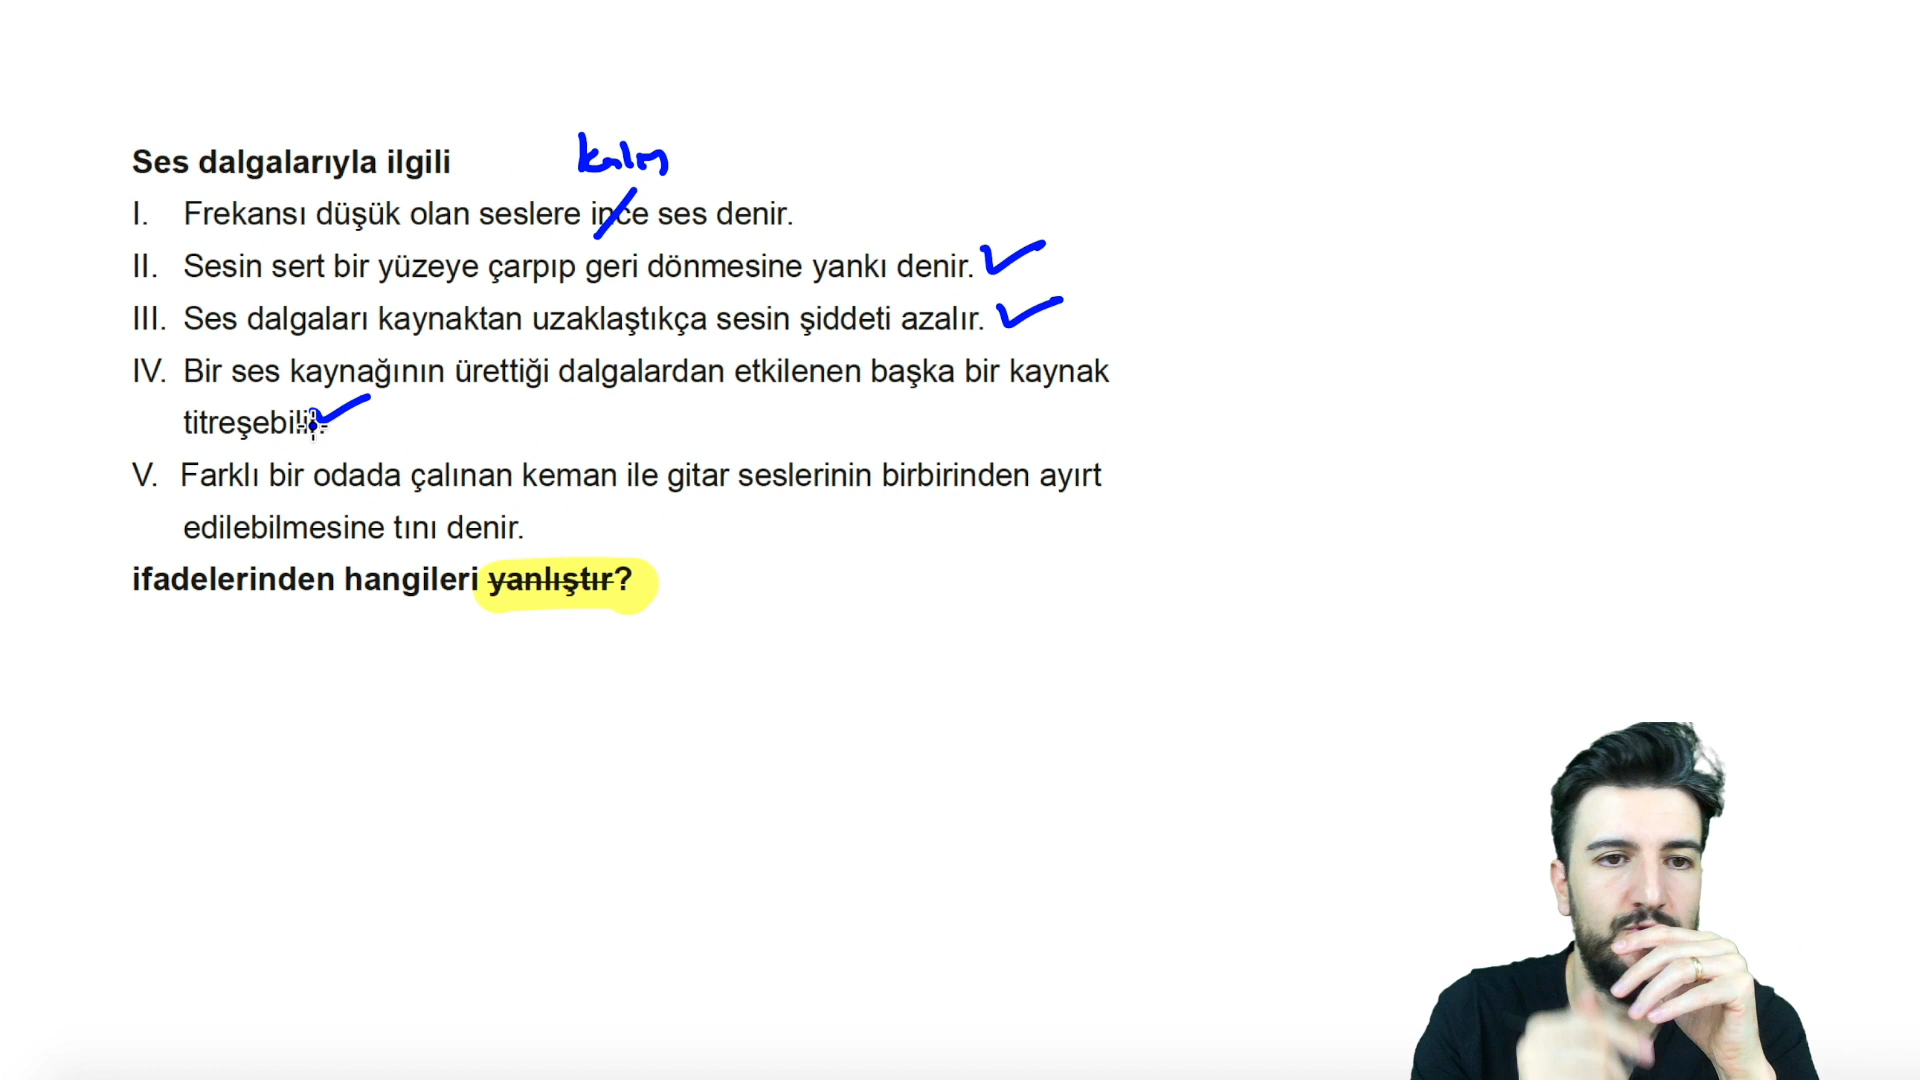 Ses dalgalarıyla ilgili
kalın
I. Frekansı düşük olan seslere ince ses denir.
II. Sesin sert bir yüzeye çarpıp geri dönmesine yankı denir.
III. Ses dalgaları kaynaktan uzaklaştıkça sesin şiddeti azalır.
IV. Bir ses kaynağının ürettiği dalgalardan etkilenen başka bir kaynak
titreşebilir.
V. Farklı bir odada çalınan keman ile gitar seslerinin birbirinden ayırt
edilebilmesine tını denir.
ifadelerinden hangileri yanlıştır?